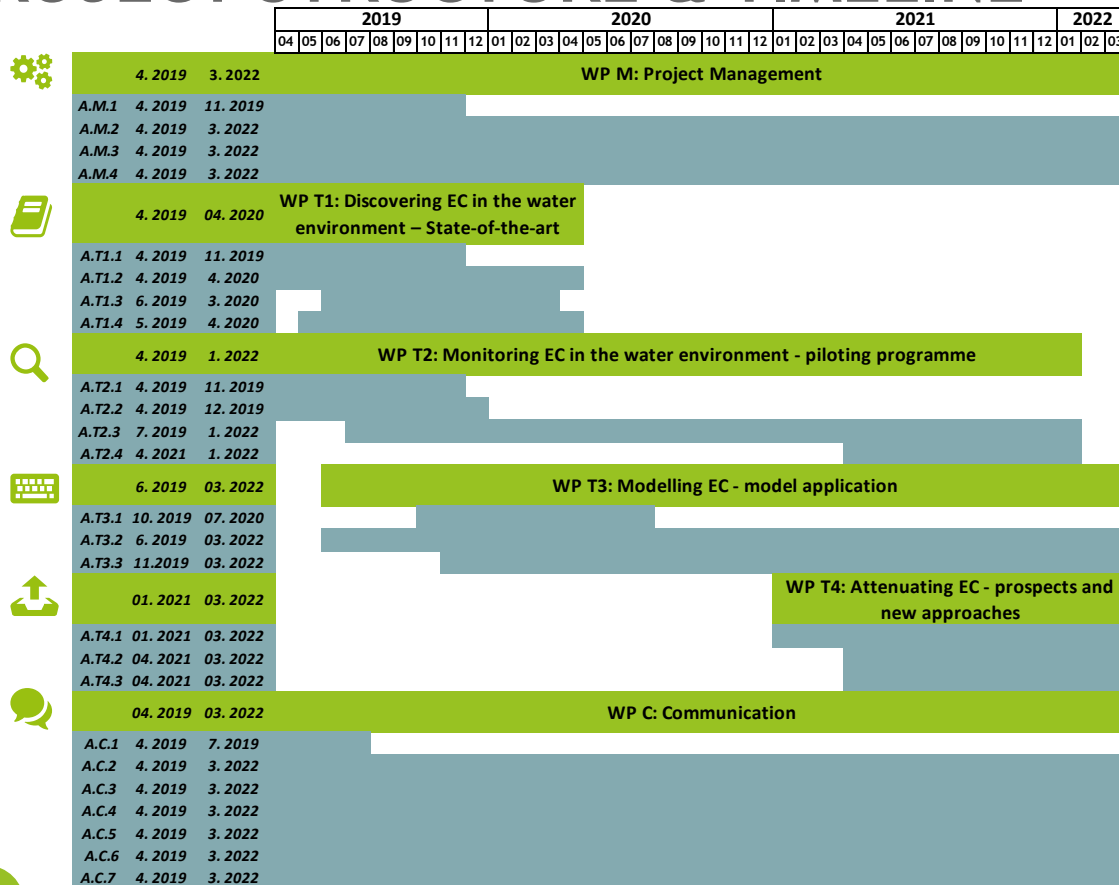 PROJECT STRUCTURE & TIMELINE
2019 2020 2021 2022
04 05 06 07 08 09 10 11 12 01 02 03 04 05 06 07 08 09 10 11 12 01 02 03 04 05 06 07 08 09 10 11 12 01 02 03
4. 2019 3. 2022 WP M: Project Management
A.M.1 4. 2019 11. 2019
A.M.2 4. 2019 3. 2022
A.M.3 4. 2019 3. 2022
A.M.4 4. 2019 3. 2022
4. 2019 04. 2020 WP T1: Discovering EC in the water
environment – State-of-the-art
A.T1.1 4. 2019 11. 2019
A.T1.2 4. 2019 4. 2020
A.T1.3 6. 2019 3. 2020
A.T1.4 5. 2019 4. 2020
4. 2019 1. 2022 WP T2: Monitoring EC in the water environment - piloting programme
A.T2.1 4. 2019 11. 2019
A.T2.2 4. 2019 12. 2019
A.T2.3 7. 2019 1. 2022
A.T2.4 4. 2021 1. 2022
6. 2019 03. 2022 WP T3: Modelling EC - model application
A.T3.1 10. 2019 07. 2020
A.T3.2 6. 2019 03. 2022
A.T3.3 11.2019 03. 2022
01. 2021 03. 2022 WP T4: Attenuating EC - prospects and
new approaches
A.T4.1 01. 2021 03. 2022
A.T4.2 04. 2021 03. 2022
A.T4.3 04. 2021 03. 2022
04. 2019 03. 2022 WP C: Communication
A.C.1 4. 2019 7. 2019
A.C.2 4. 2019 3. 2022
A.C.3 4. 2019 3. 2022
A.C.4 4. 2019 3. 2022
A.C.5 4. 2019 3. 2022
A.C.6 4. 2019 3. 2022
A.C.7 4. 2019 3. 2022